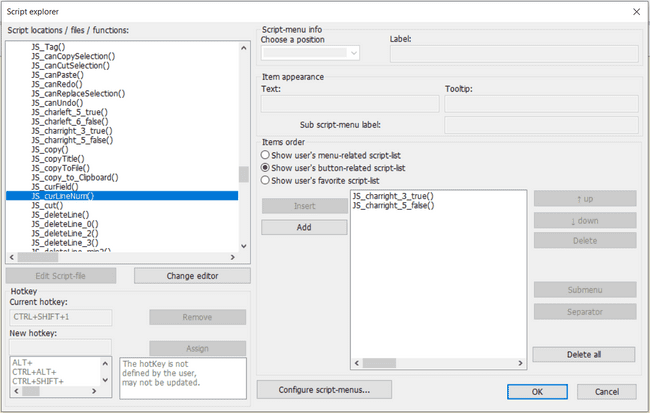 Script explorer
Script locations / files / functions:
JS_Tag()
JS_canCopySelection()
JS_canCutSelection()
JS_canPaste()
JS_canRedo()
JS_canReplaceSelection()
JS_canUndo()
JS_charleft_5_true()
JS_charleft_6_false()
JS_charright_3_true()
JS_charright_5_false()
JS_copy()
JS_copyTitle()
JS_copyToFile()
JS_copy_to_Clipboard()
JS_curField()
JS_curLineNum()
JS_cut()
JS_deleteLine()
JS_deleteLine_0()
JS_deleteLine_2()
JS_deleteLine_3()
Edit Script-file
Change editor
Hotkey
Current hotkey:
CTRL+SHIFT+1
Remove
New hotkey:
Assign
ALT+
CTRL+ALT+
CTRL+SHIFT+
The hotKey is not
defined by the user,
may not be updated.
Script-menu info
Choose a position
Label:
Item appearance
Text:
Tooltip:
Sub script-menu label:
Items order
Show user's menu-related script-list
Show user's button-related script-list
Show user's favorite script-list
Insert
Add
JS_charright_3_true()
JS_charright_5_false()
↑ up
↓ down
Delete
Submenu
Separator
Delete all
Configure script-menus...
OK
Cancel